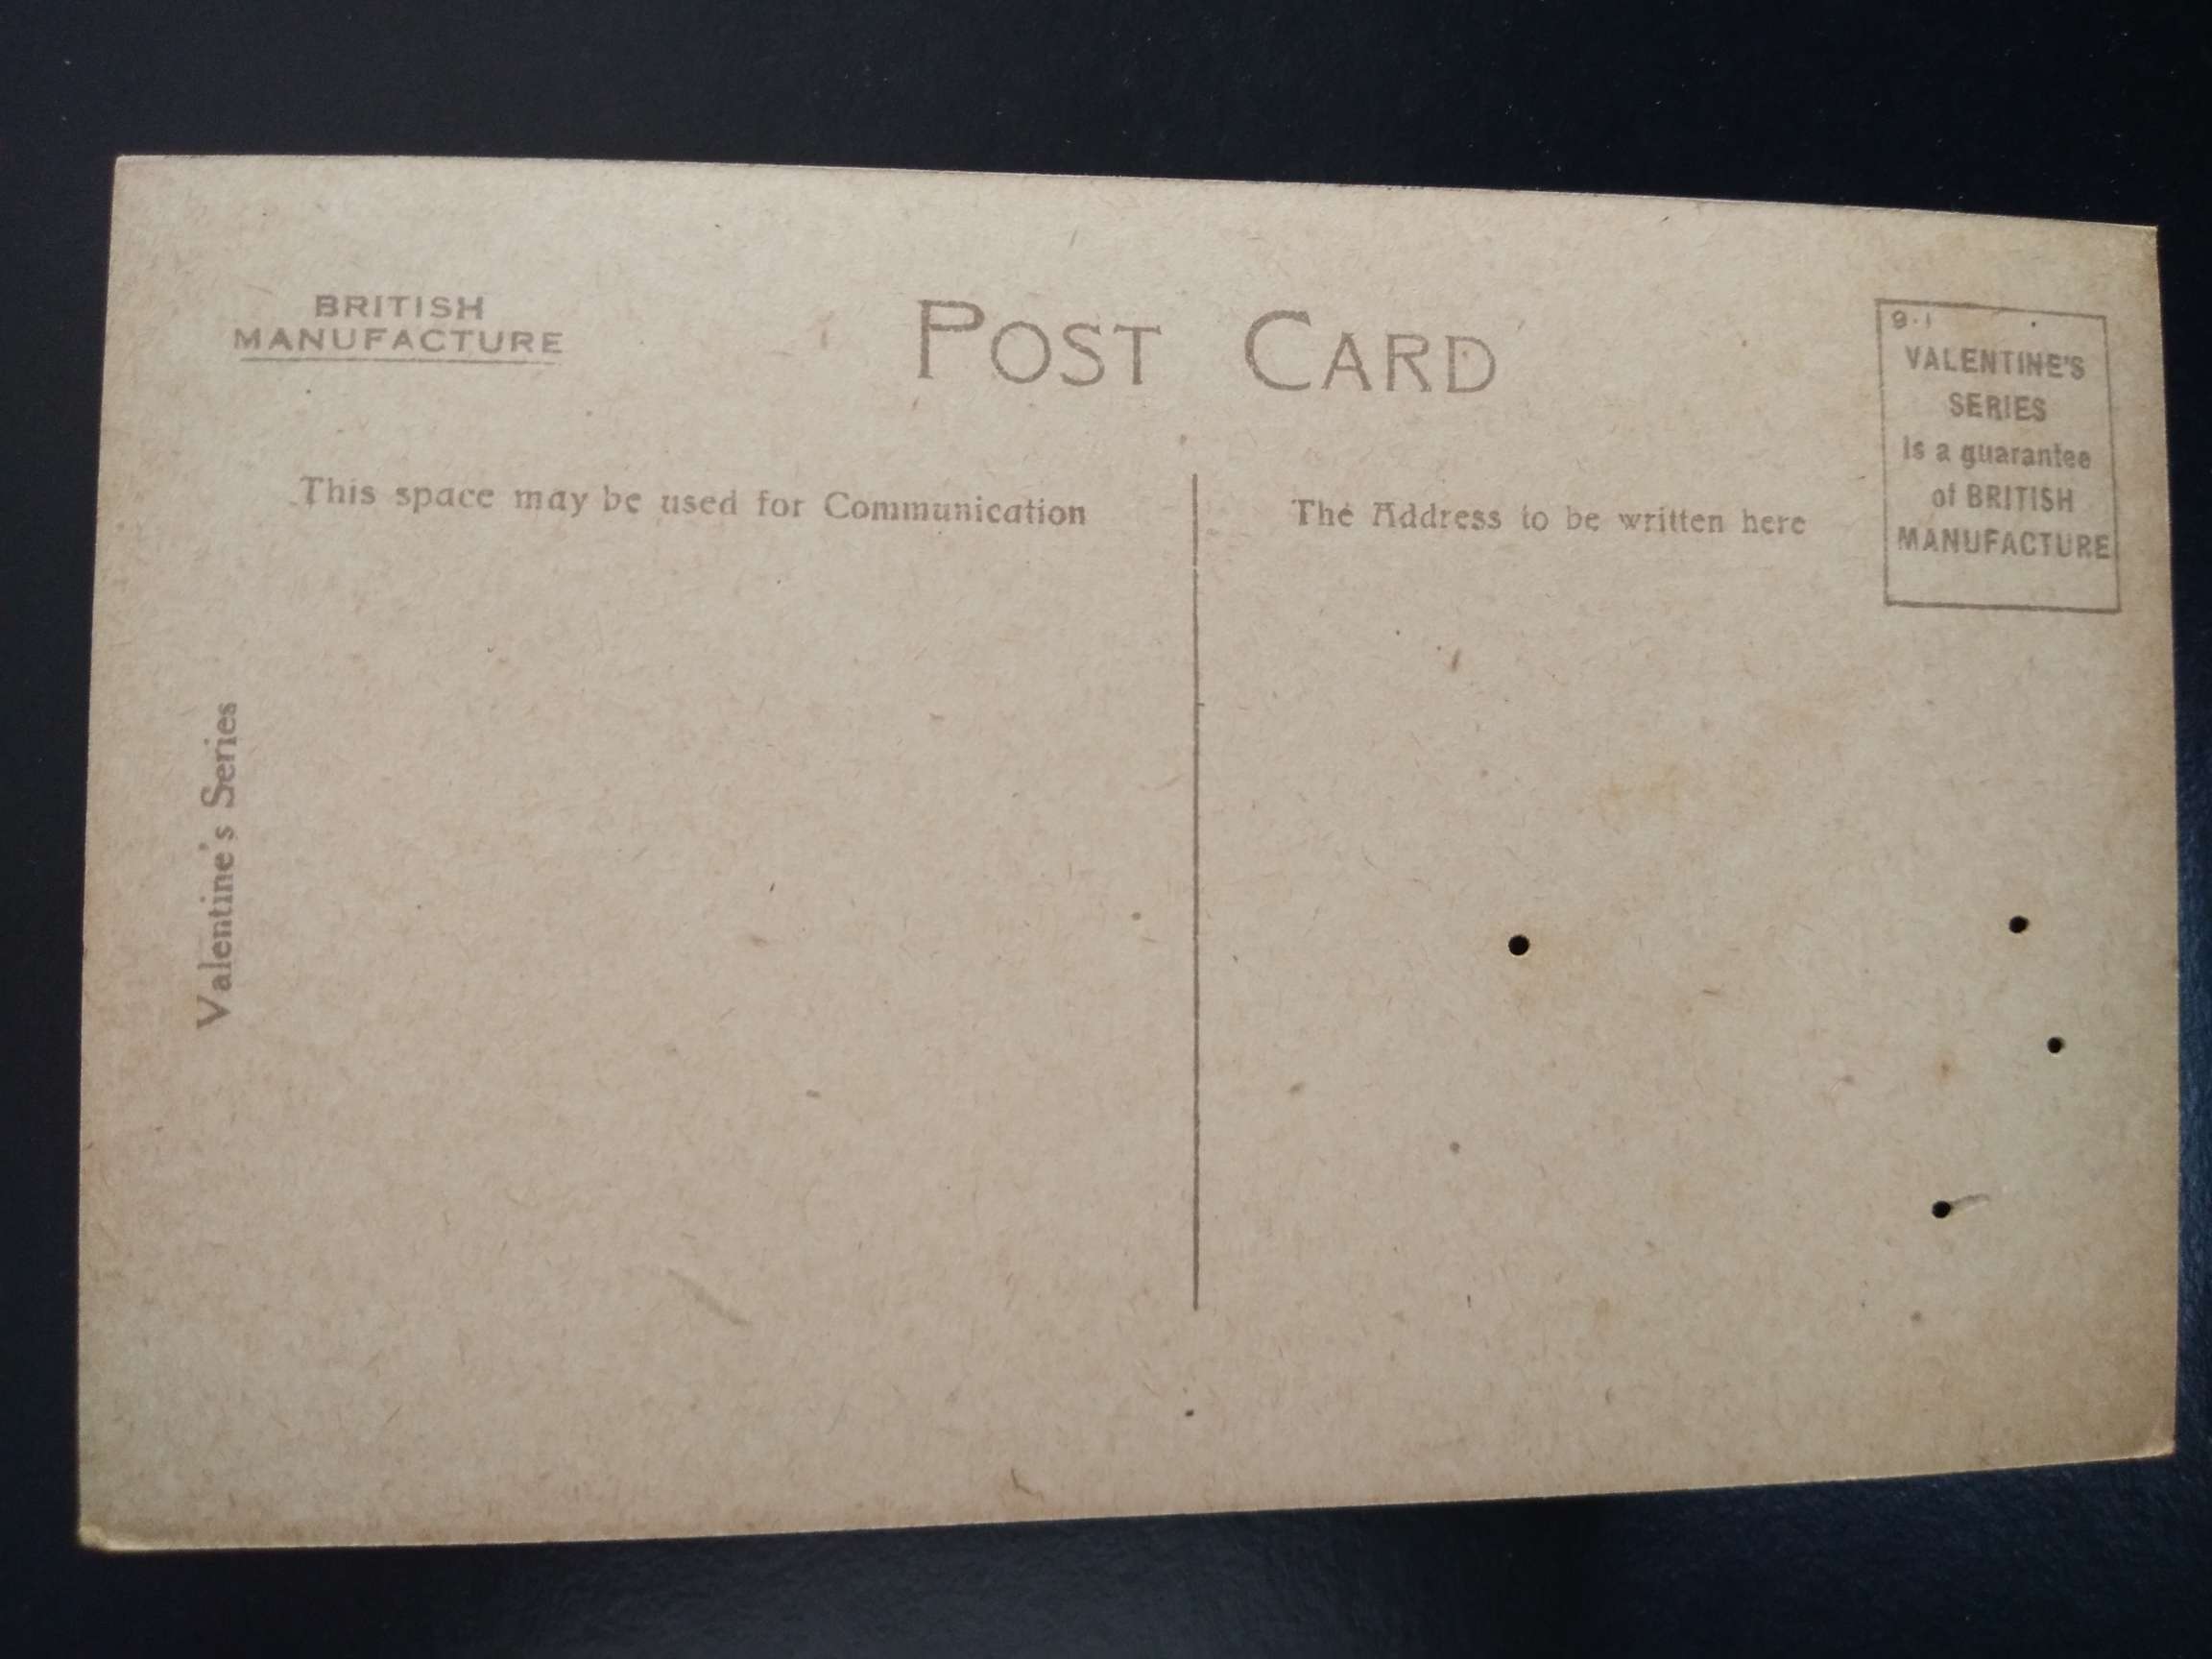 BRITISH
MANUFACTURE
POST CARD
9·1
VALENTINE'S
SERIES
Is a guarantee
of BRITISH
MANUFACTURE
This space may be used for Communication
The Address to be written here
Valentine's Series